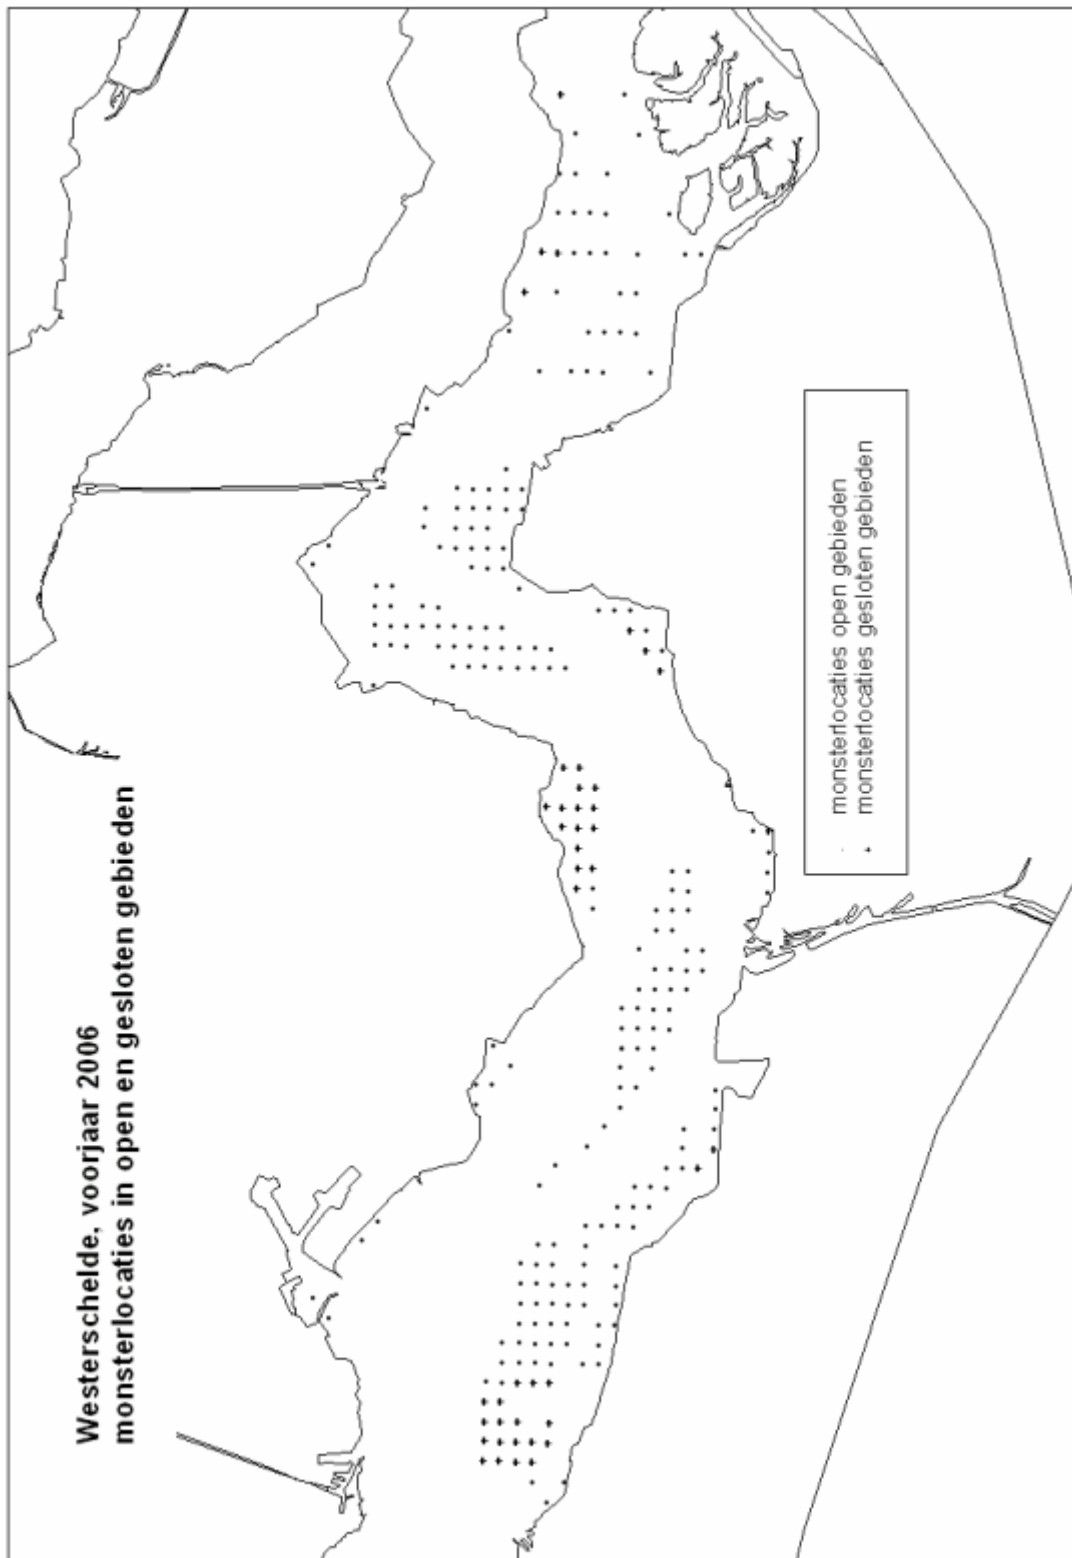 Westerschelde, voorjaar 2006
monsterlocaties in open en gesloten gebieden
monsterlocaties open gebieden
monsterlocaties gesloten gebieden